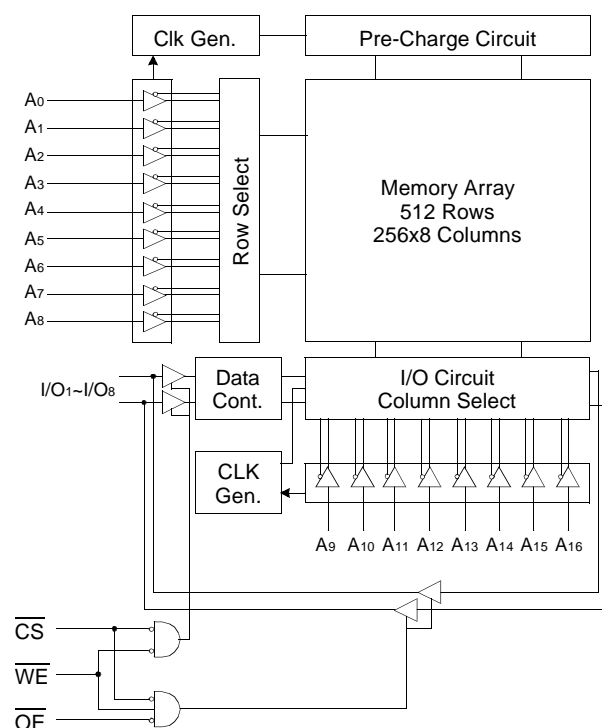 Clk Gen.
Pre-Charge Circuit
A0
A1
A2
A3
A4
A5
A6
A7
A8
Row Select
Memory Array
512 Rows
256x8 Columns
I/O1~I/O8
Data
Cont.
I/O Circuit
Column Select
CLK
Gen.
A9 A10 A11 A12 A13 A14 A15 A16
CS
WE
OE